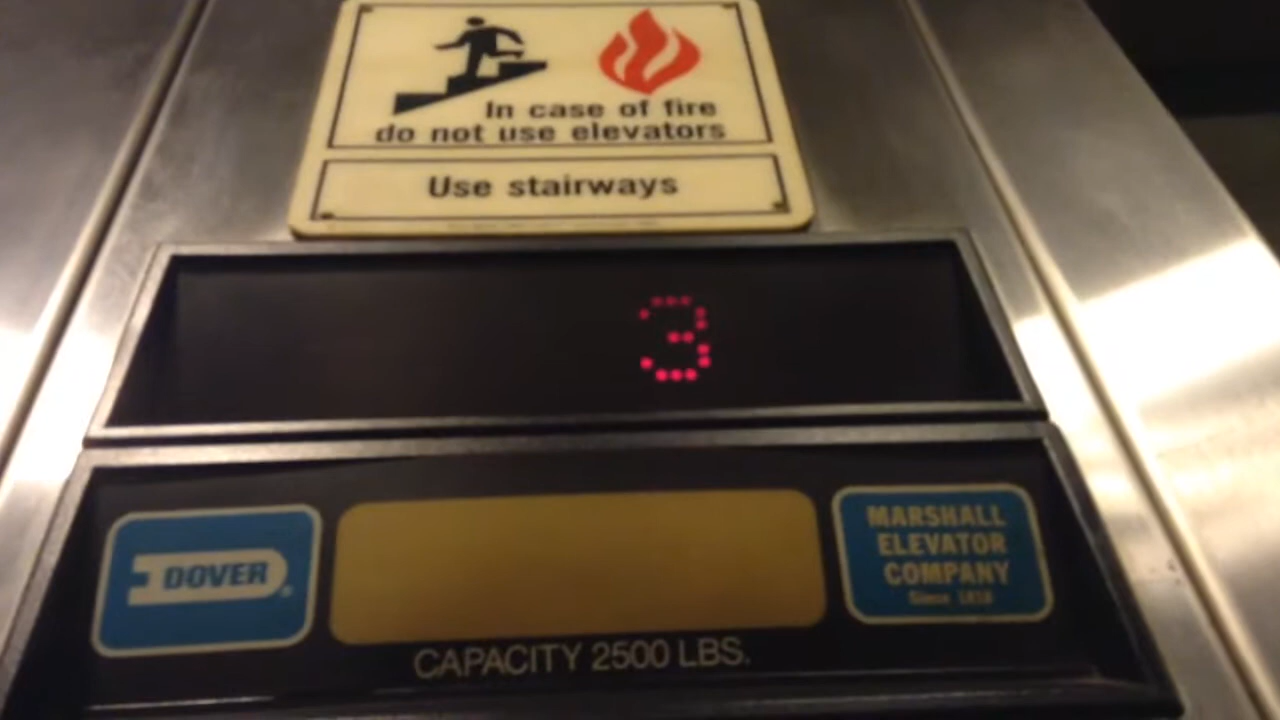 In case of fire
do not use elevators
Use stairways
3
DOVER
MARSHALL
ELEVATOR
COMPANY
CAPACITY 2500 LBS.